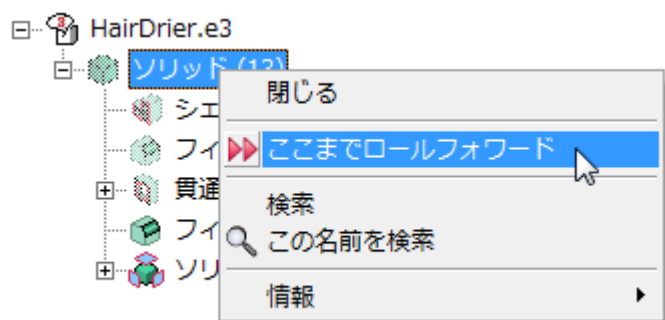 HairDrier.e3
ソリッド (13)
閉じる
シェ
ここまでロールフォワード
フィ
貫通
検索
フィ
この名前を検索
ソリ
情報